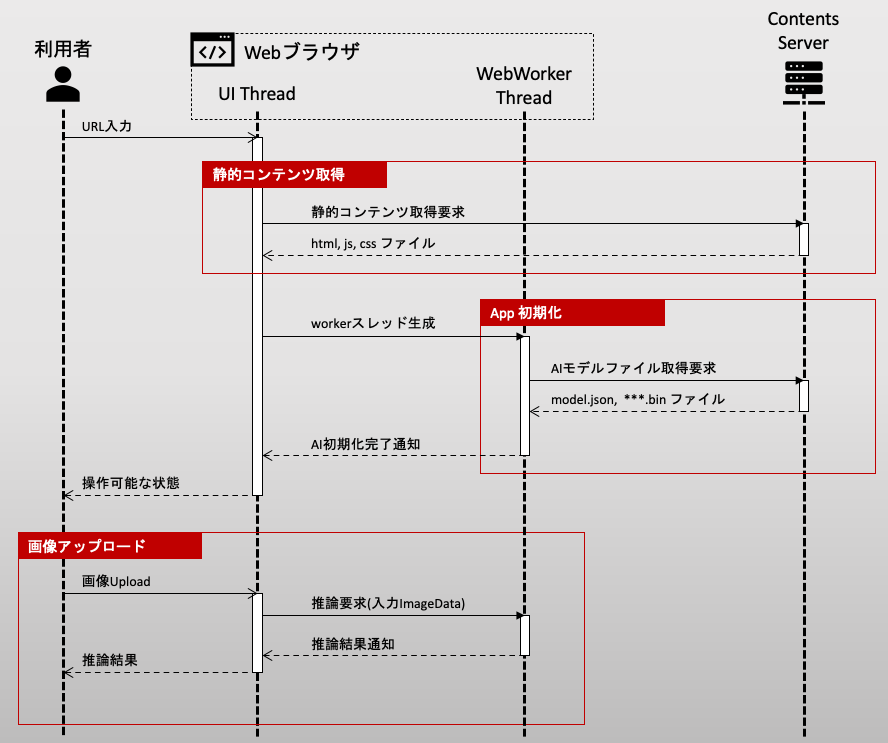 Contents
Server
利用者
</>
Webブラウザ
UI Thread
WebWorker
Thread
URL入力
静的コンテンツ取得
静的コンテンツ取得要求
html, js, css ファイル
App 初期化
workerスレッド生成
AIモデルファイル取得要求
model.json, ***.bin ファイル
AI初期化完了通知
操作可能な状態
画像アップロード
画像Upload
推論要求(入力ImageData)
推論結果通知
推論結果